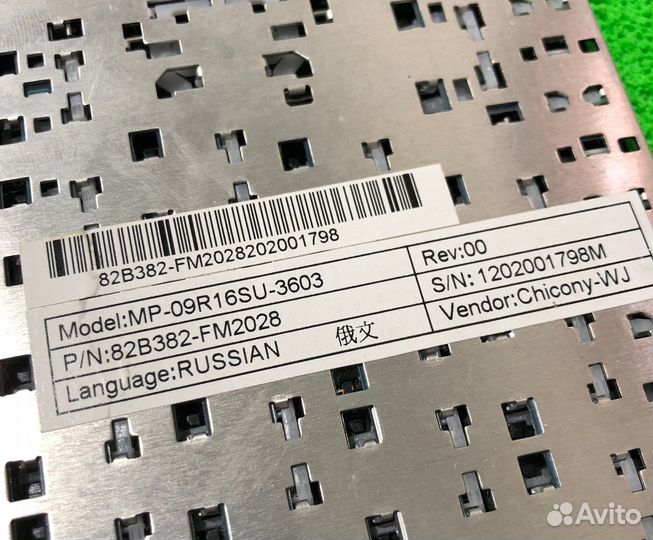 82B382-FM2028202001798
Model:MP-09R16SU-3603
Rev:00
P/N:82B382-FM2028
S/N:1202001798M
Language:RUSSIAN 俄文
Vendor:Chicony-WJ
Avito